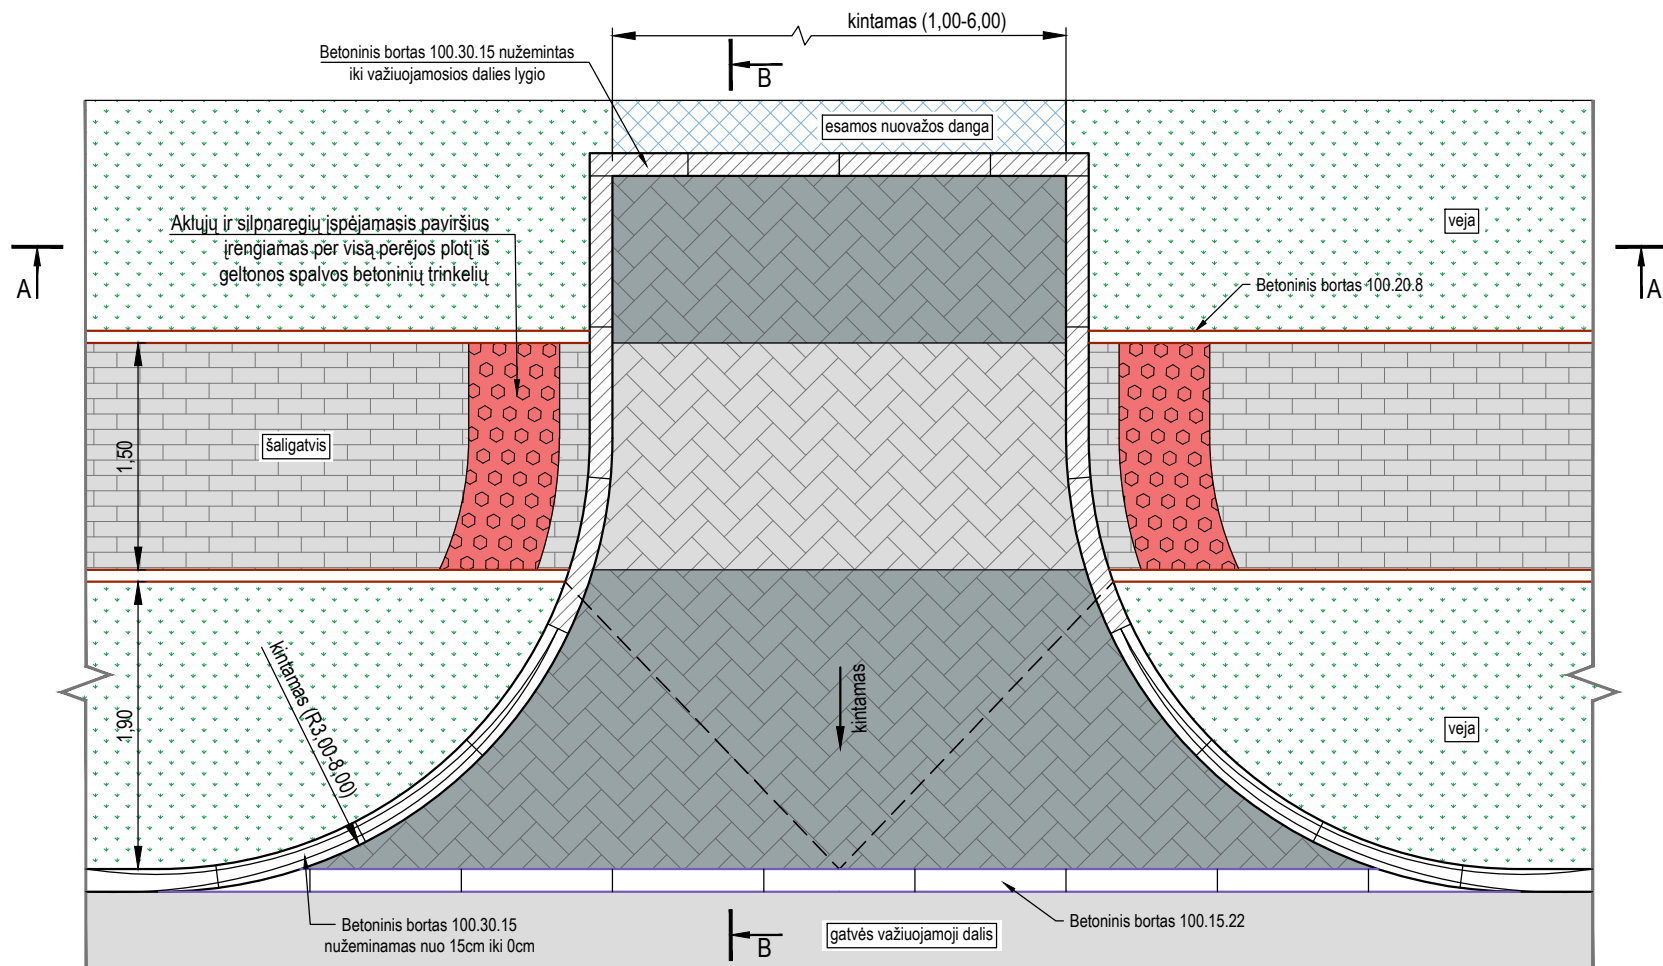 kintamas (1,00-6,00)
Betoninis bortas 100.30.15 nužemintas
iki važiuojamosios dalies lygio
B
esamos nuovažos danga
Aklųjų ir silpnaregių įspėjamasis paviršius
įrengiamas per visą perėjos plotį iš
geltonos spalvos betoninių trinkelių
veja
A
A
Betoninis bortas 100.20.8
1,50
šaligatvis
kintamas (R3,00-8,00)
kintamas
1,90
veja
Betoninis bortas 100.30.15
nužeminamas nuo 15cm iki 0cm
B
gatvės važiuojamoji dalis
Betoninis bortas 100.15.22